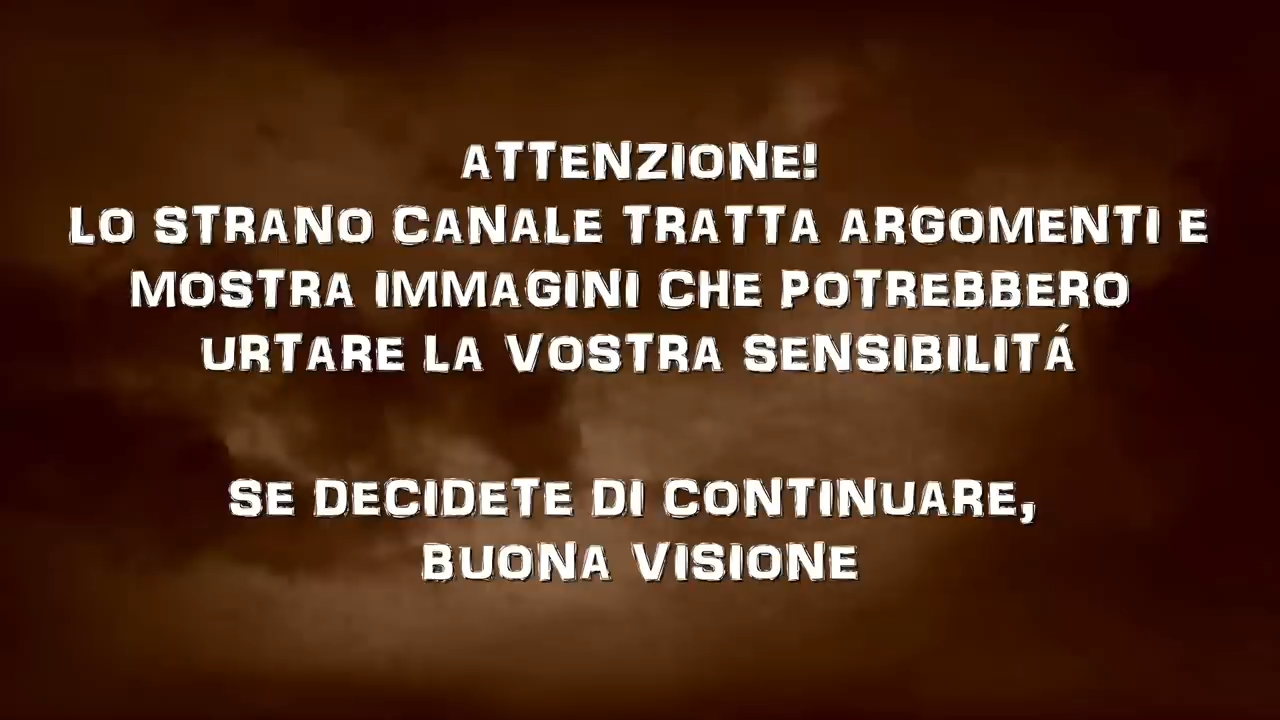 ATTENZIONE!
LO STRANO CANALE TRATTA ARGOMENTI E
MOSTRA IMMAGINI CHE POTREBBERO
URTARE LA VOSTRA SENSIBILITÁ
SE DECIDETE DI CONTINUARE,
BUONA VISIONE